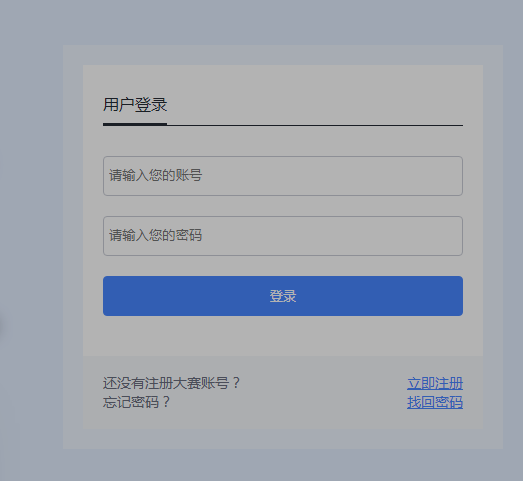 用户登录
请输入您的账号
请输入您的密码
登录
还没有注册大赛账号？ 立即注册
忘记密码？ 找回密码